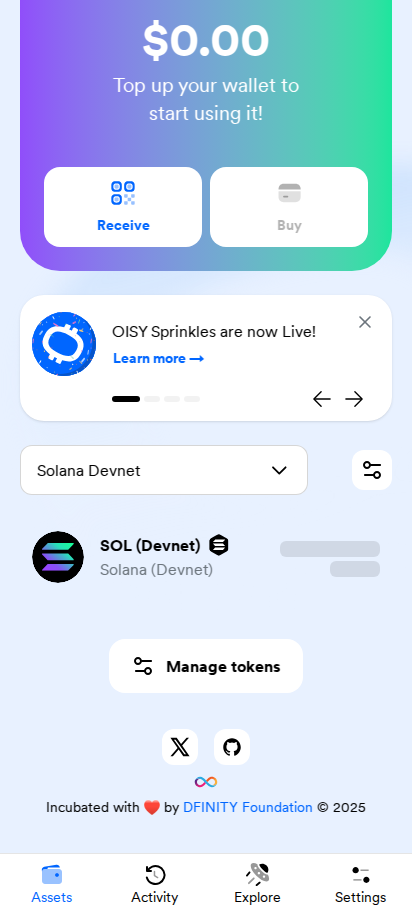 $0.00
Top up your wallet to
start using it!
Receive
Buy
OISY Sprinkles are now Live!
Learn more →
Solana Devnet
SOL (Devnet)
Solana (Devnet)
Manage tokens
Incubated with ❤️ by DFINITY Foundation © 2025
Assets
Activity
Explore
Settings